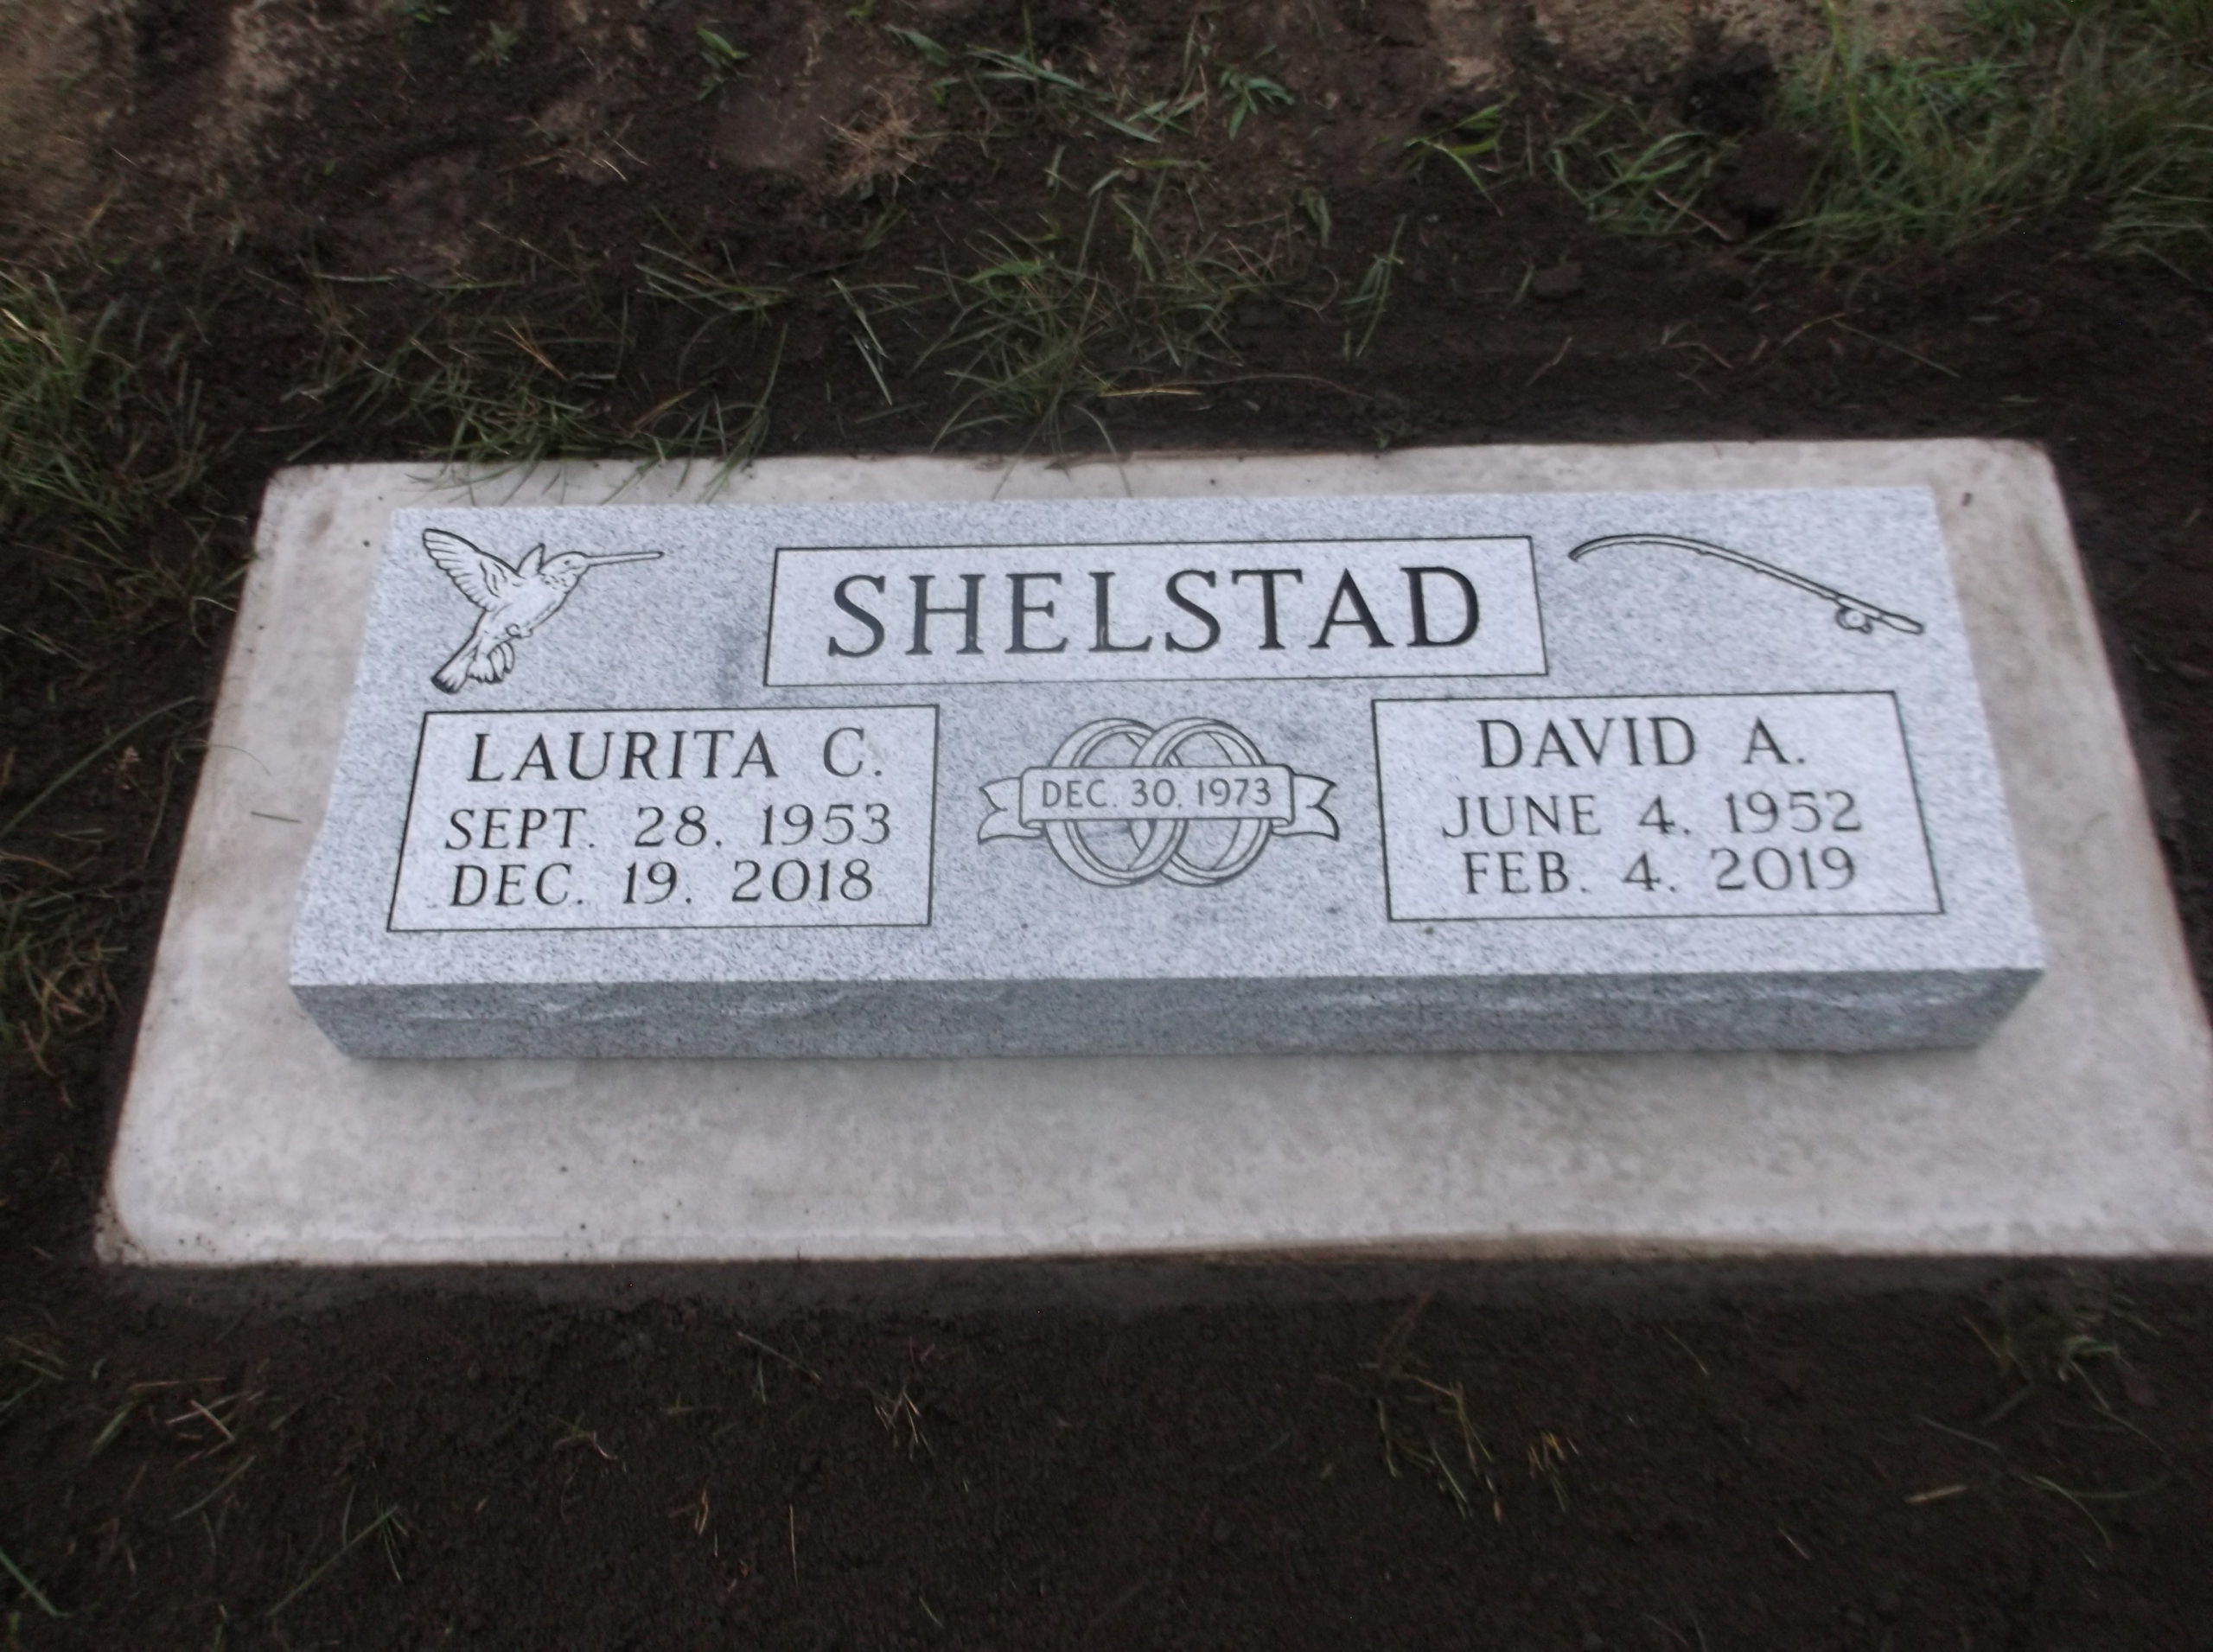 SHELSTAD
LAURITA C.
SEPT. 28. 1953
DEC. 19. 2018
DEC. 30. 1973
DAVID A.
JUNE 4. 1952
FEB. 4. 2019